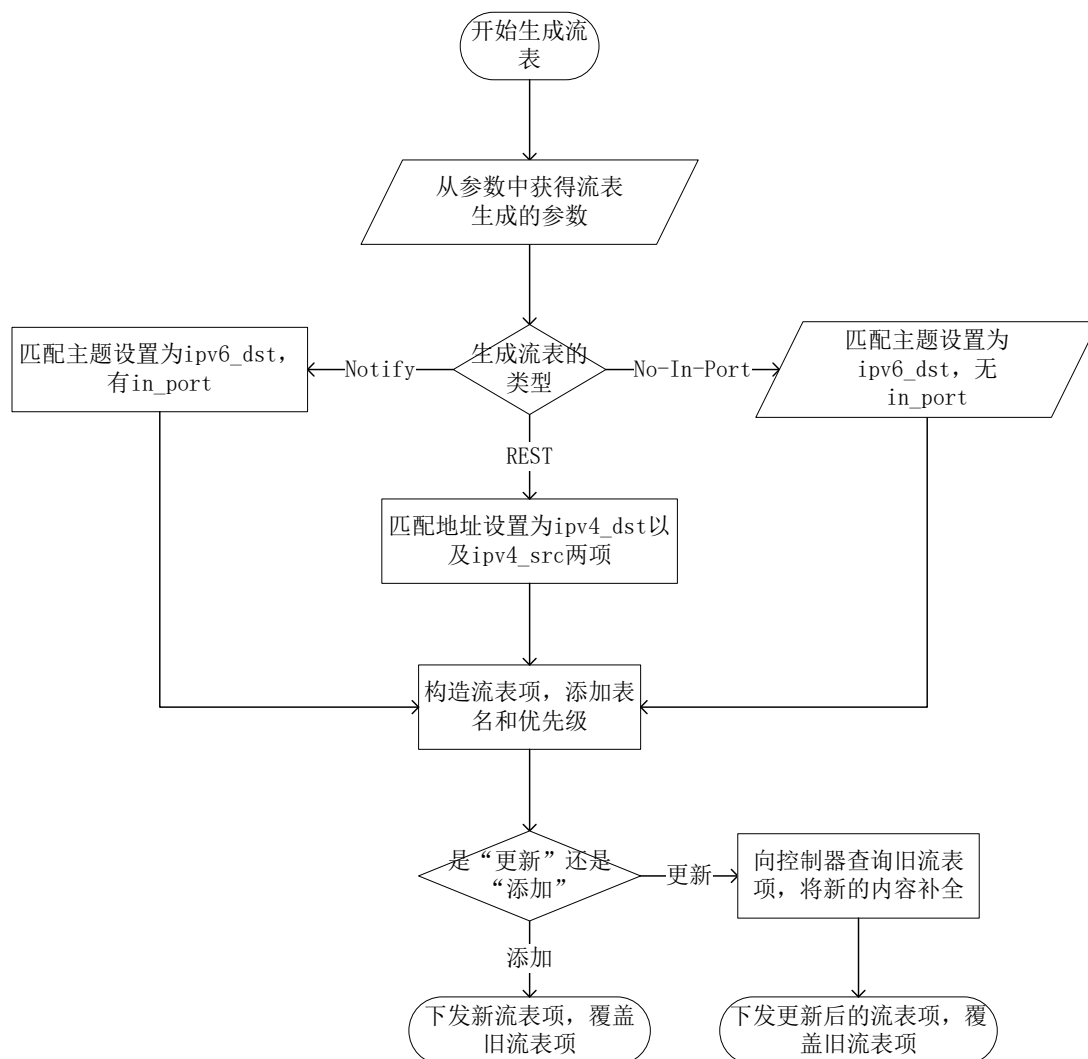 开始生成流
表
从参数中获得流表
生成的参数
生成流表的
类型
Notify
No-In-Port
REST
匹配主题设置为ipv6_dst，
有in_port
匹配主题设置为
ipv6_dst，无
in_port
匹配地址设置为ipv4_dst以
及ipv4_src两项
构造流表项，添加表
名和优先级
是“更新”还是
“添加”
更新
向控制器查询旧流表
项，将新的内容补全
添加
下发新流表项，覆盖
旧流表项
下发更新后的流表项，覆
盖旧流表项